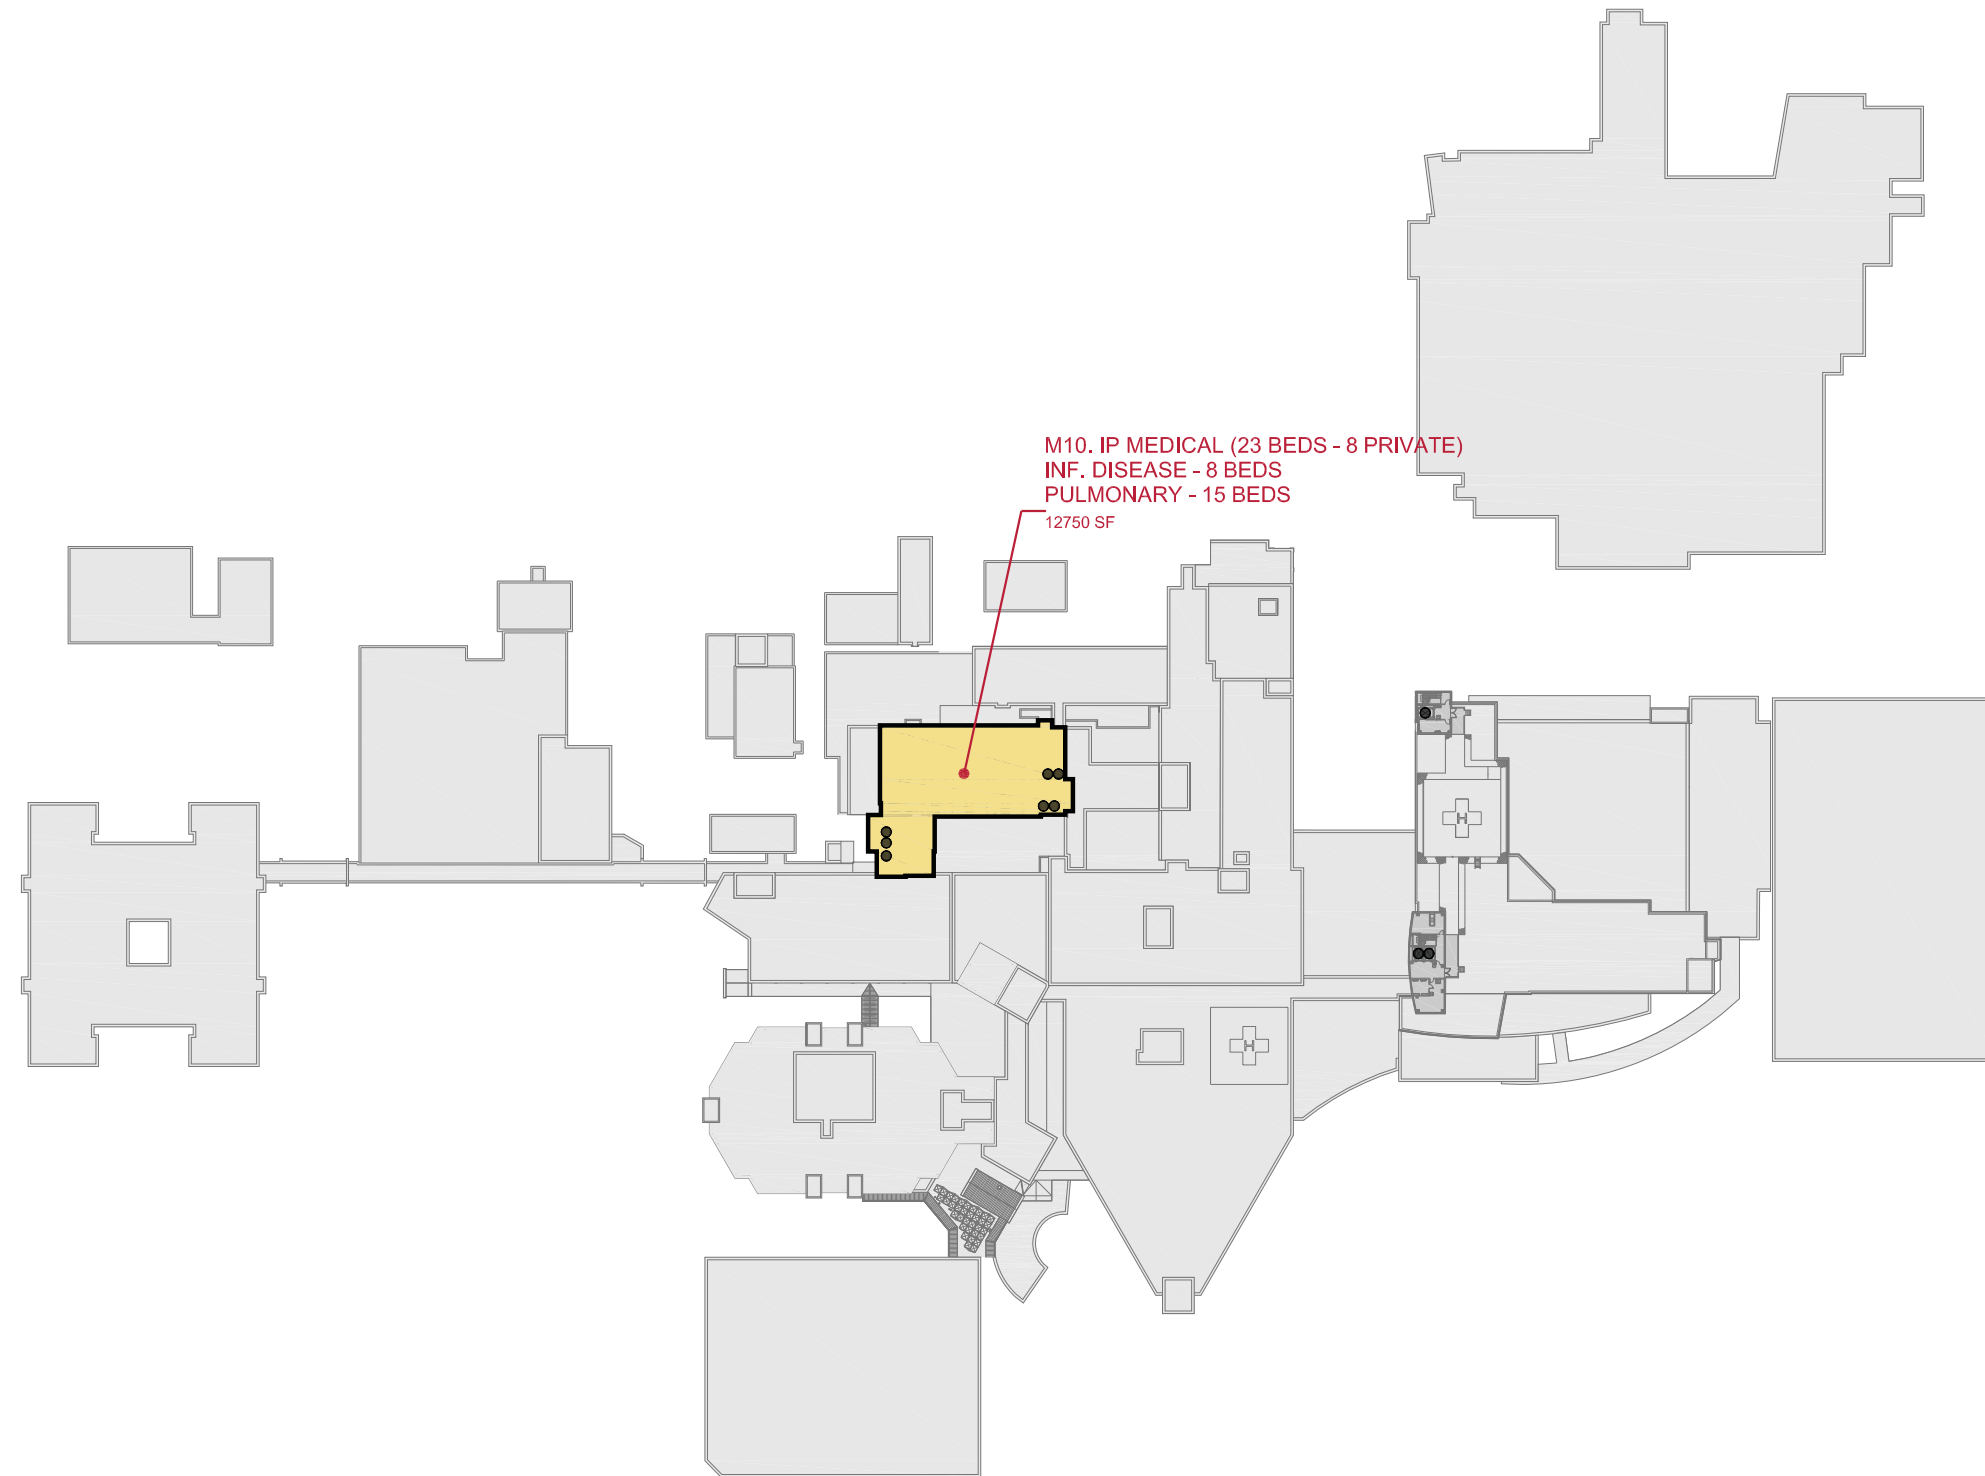 M10. IP MEDICAL (23 BEDS - 8 PRIVATE)
INF. DISEASE - 8 BEDS
PULMONARY - 15 BEDS
12750 SF
H
H